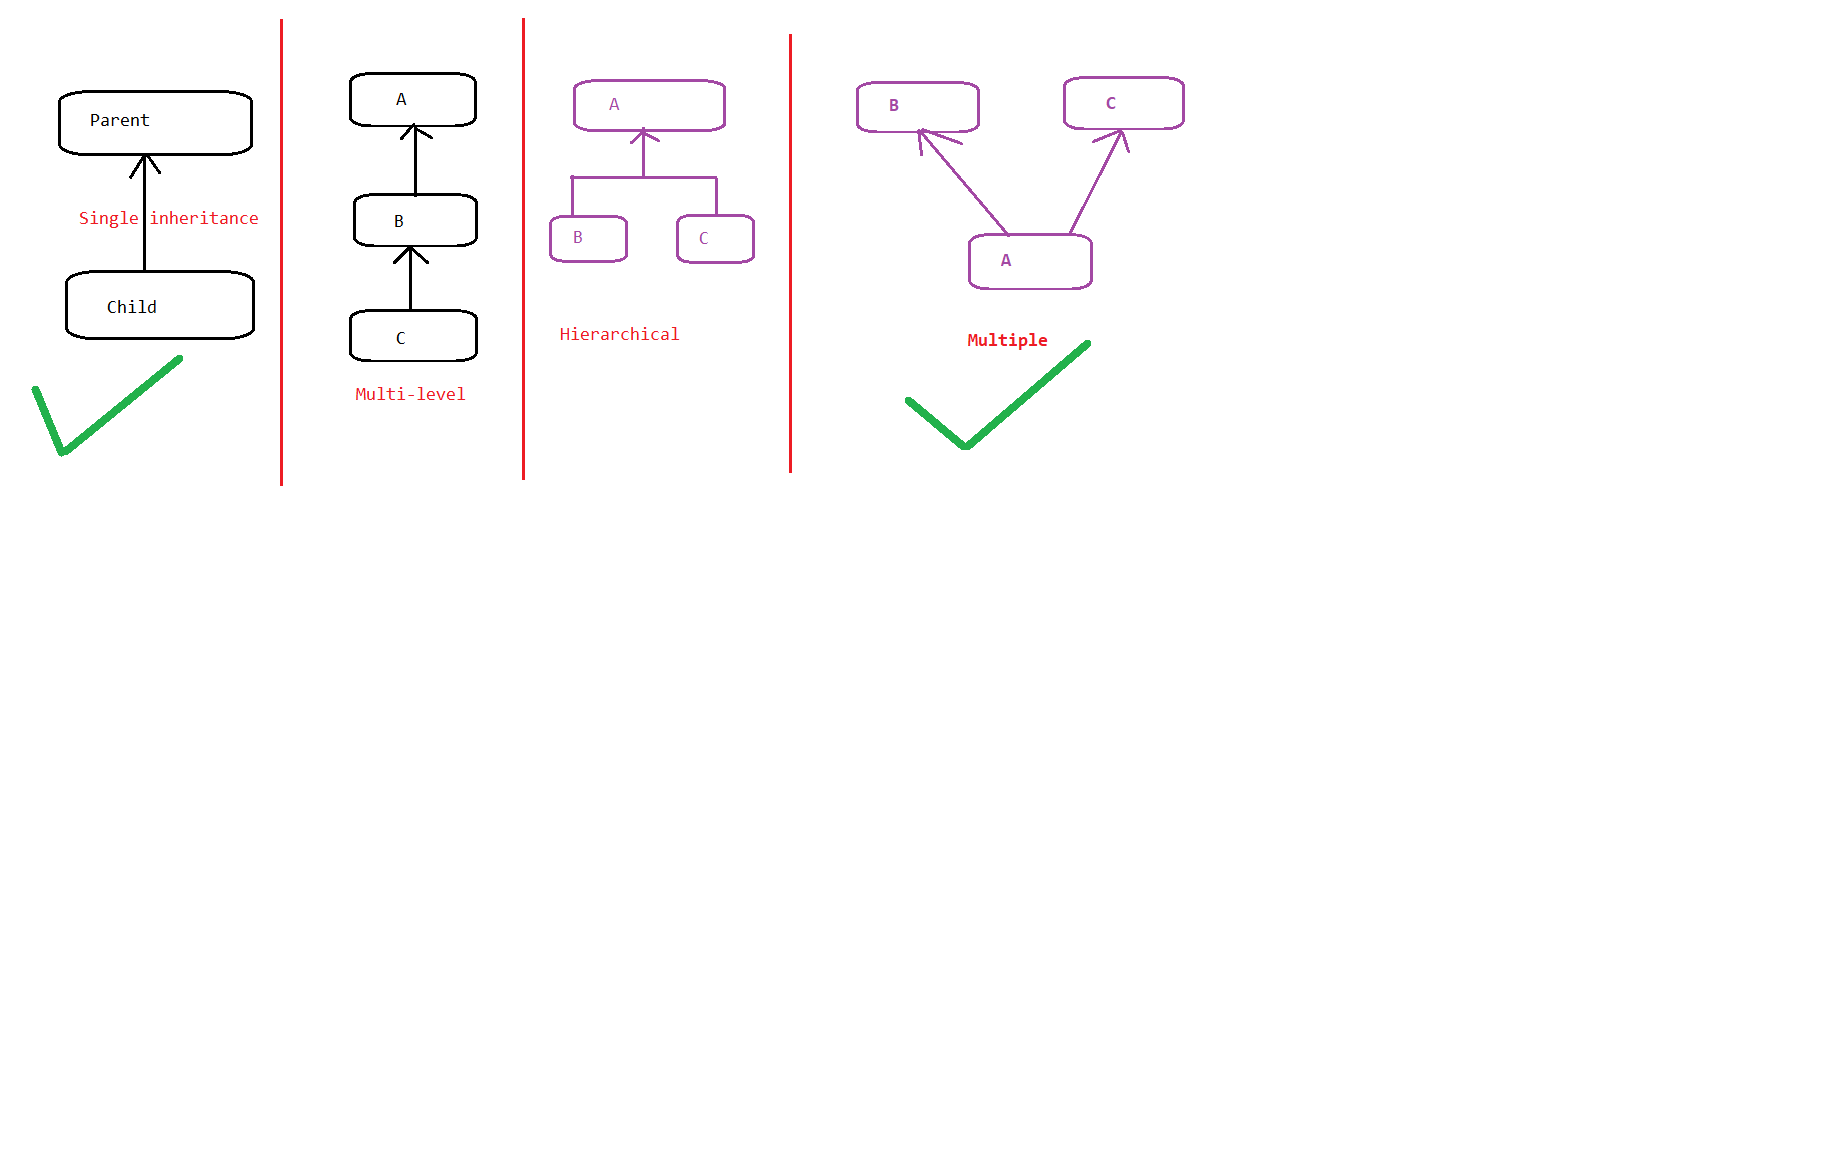 Parent
Single inheritance
Child
A
B
C
Multi-level
A
B
C
Hierarchical
B
C
A
Multiple